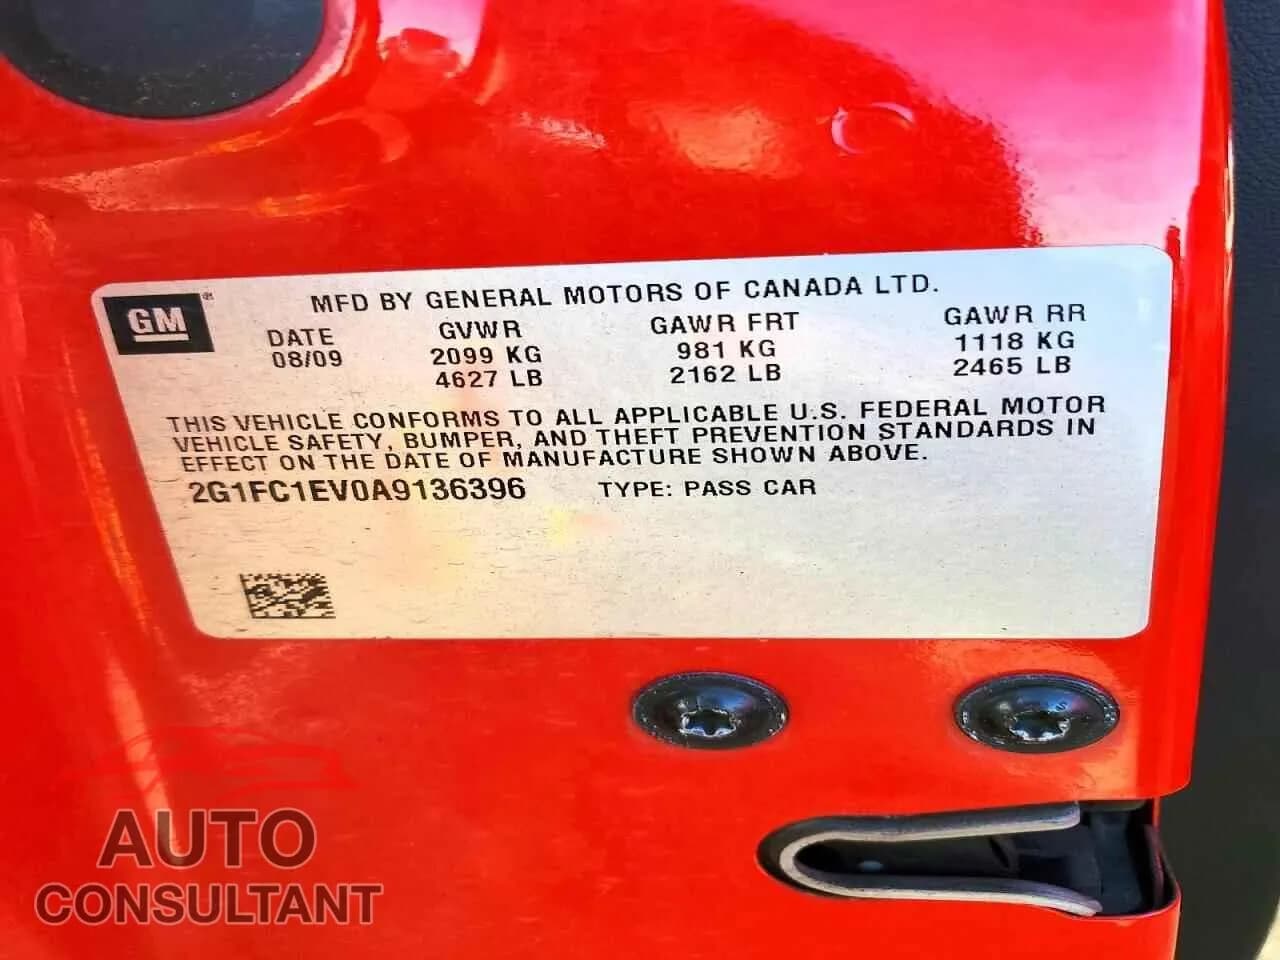 GM
MFD BY GENERAL MOTORS OF CANADA LTD.
DATE GVWR GAWR FRT GAWR RR
08/09 2099 KG 981 KG 1118 KG
4627 LB 2162 LB 2465 LB
THIS VEHICLE CONFORMS TO ALL APPLICABLE U.S. FEDERAL MOTOR
VEHICLE SAFETY, BUMPER, AND THEFT PREVENTION STANDARDS IN
EFFECT ON THE DATE OF MANUFACTURE SHOWN ABOVE.
2G1FC1EV0A9136396 TYPE: PASS CAR
AUTO
CONSULTANT